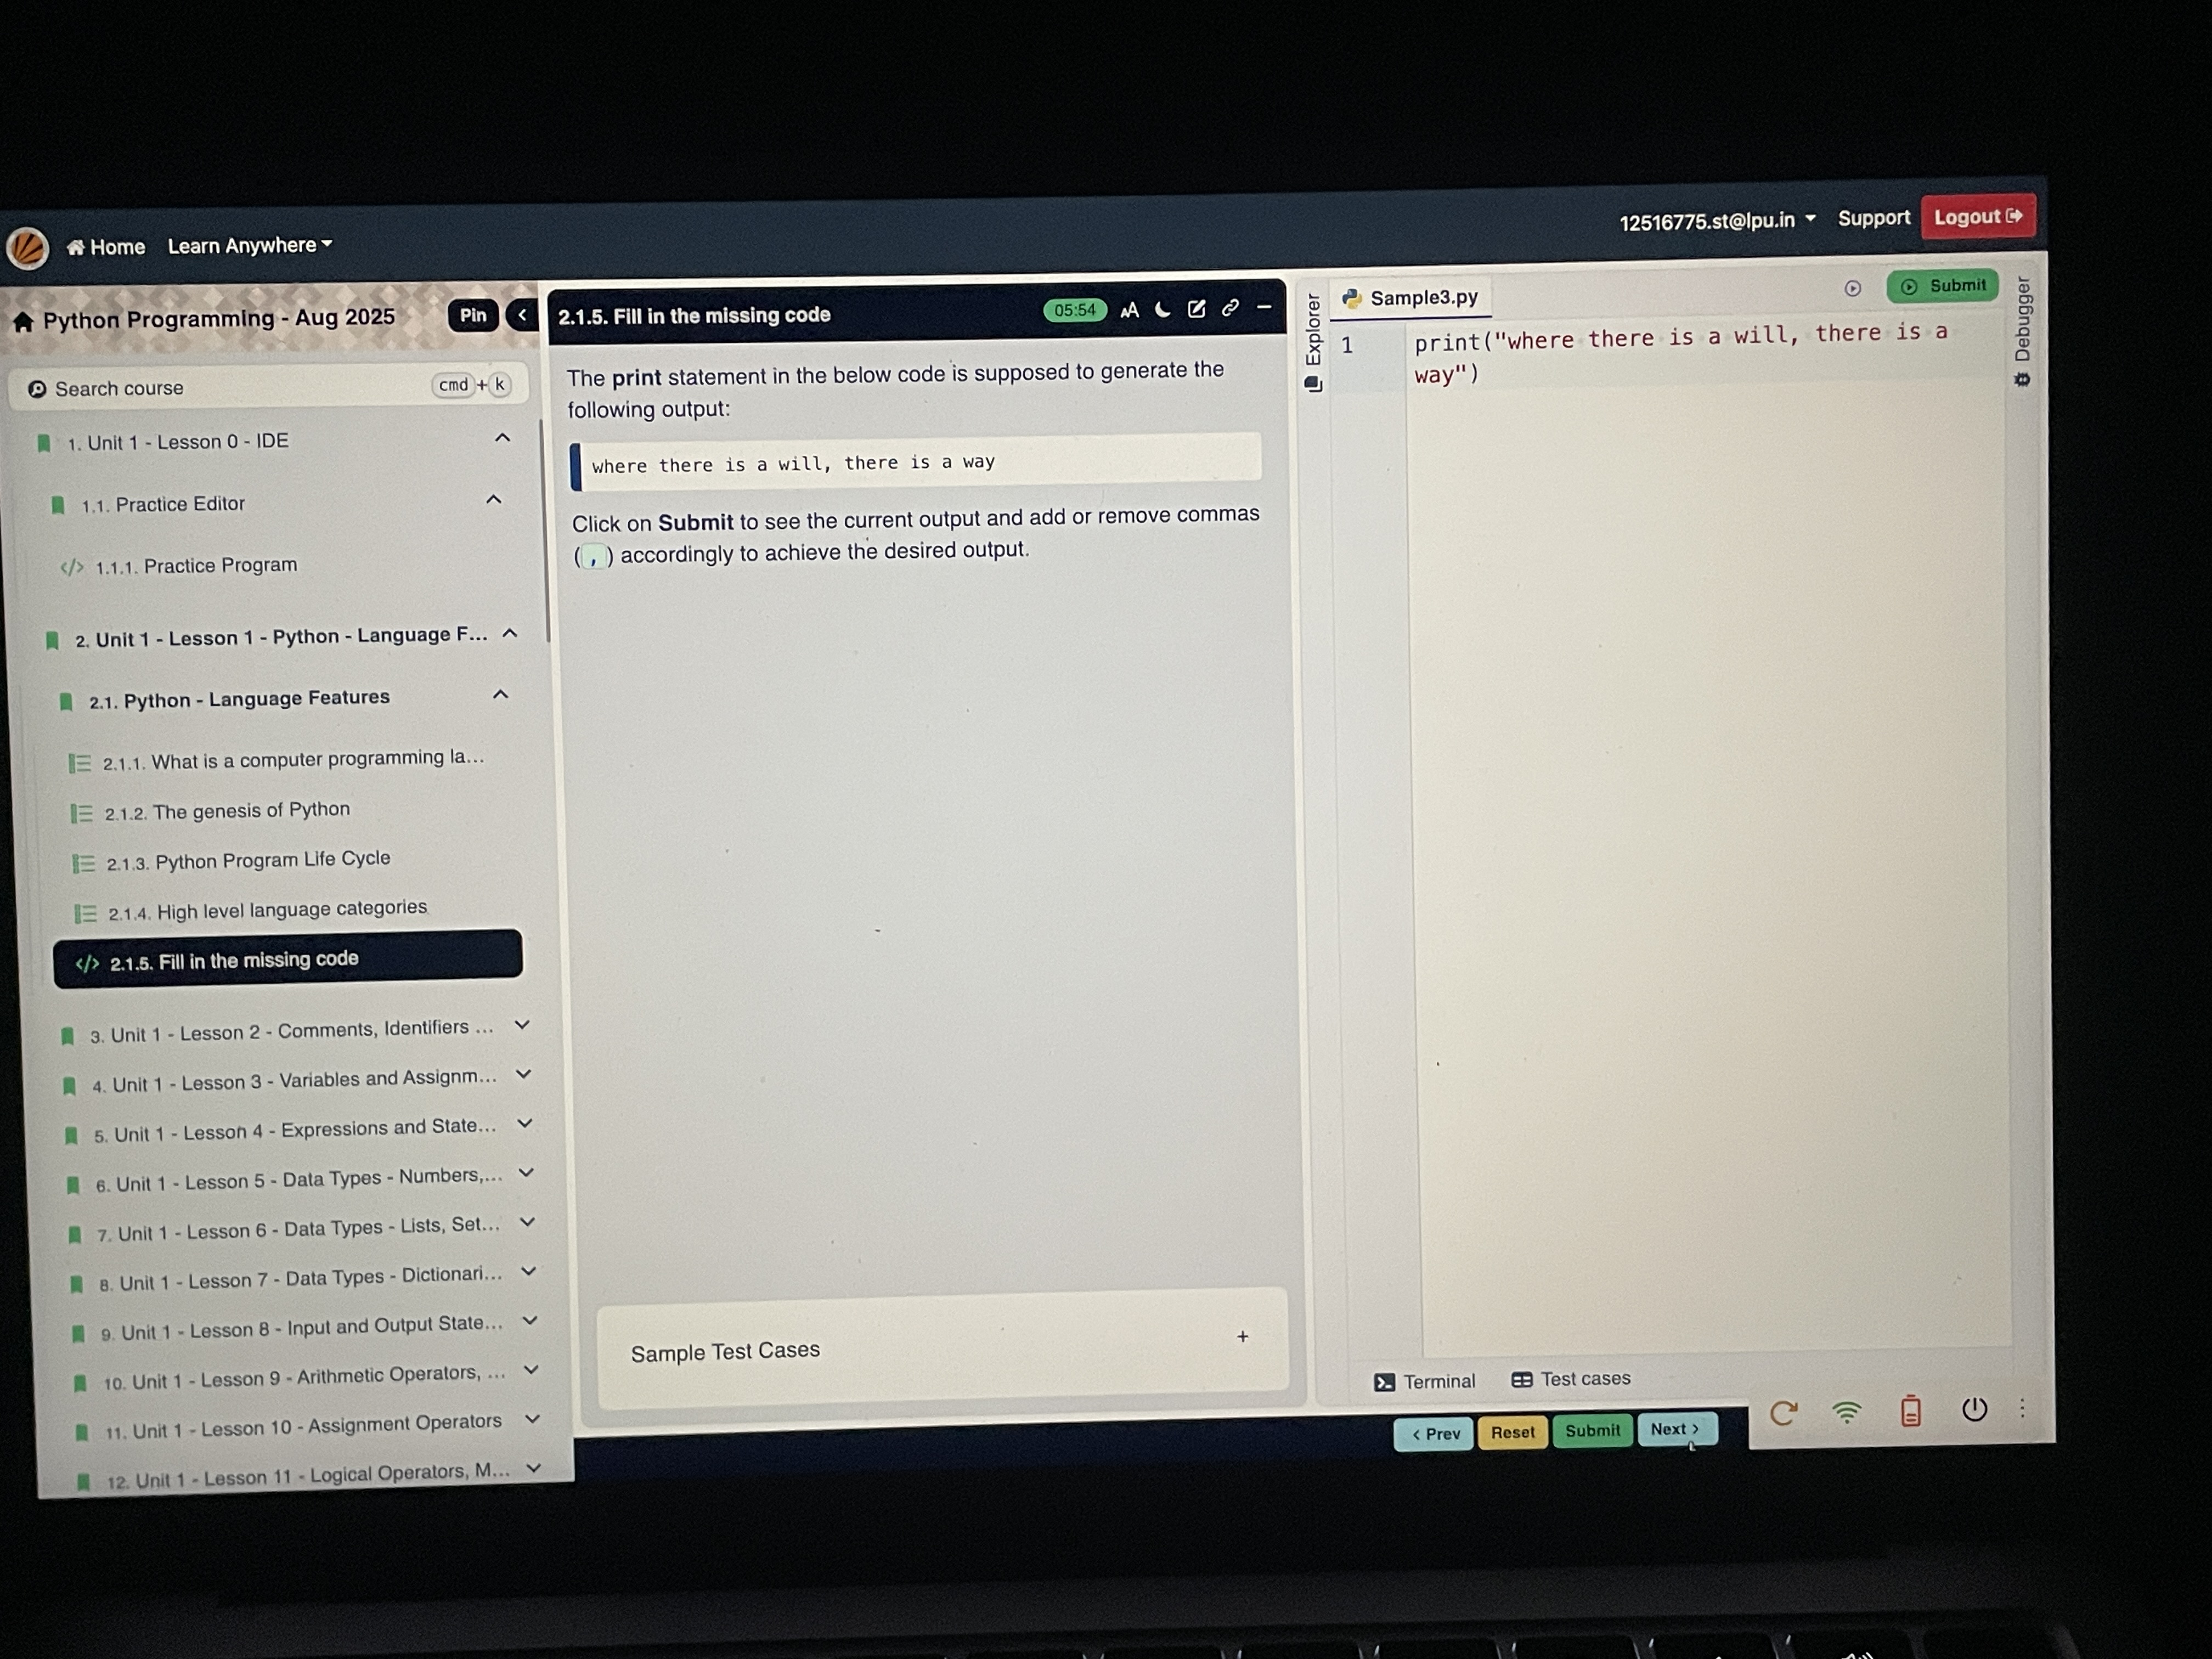 Home Learn Anywhere 12516775.st@lpu.in Support Logout
Python Programming - Aug 2025 Pin
Search course cmd + k
1. Unit 1 - Lesson 0 - IDE
1.1. Practice Editor
</> 1.1.1. Practice Program
2. Unit 1 - Lesson 1 - Python - Language F...
2.1. Python - Language Features
2.1.1. What is a computer programming la...
2.1.2. The genesis of Python
2.1.3. Python Program Life Cycle
2.1.4. High level language categories
</> 2.1.5. Fill in the missing code
3. Unit 1 - Lesson 2 - Comments, Identifiers ...
4. Unit 1 - Lesson 3 - Variables and Assignm...
5. Unit 1 - Lesson 4 - Expressions and State...
6. Unit 1 - Lesson 5 - Data Types - Numbers,...
7. Unit 1 - Lesson 6 - Data Types - Lists, Set...
8. Unit 1 - Lesson 7 - Data Types - Dictionari...
9. Unit 1 - Lesson 8 - Input and Output State...
10. Unit 1 - Lesson 9 - Arithmetic Operators, ...
11. Unit 1 - Lesson 10 - Assignment Operators
12. Unit 1 - Lesson 11 - Logical Operators, M...
2.1.5. Fill in the missing code 05:54 AA
The print statement in the below code is supposed to generate the
following output:
where there is a will, there is a way
Click on Submit to see the current output and add or remove commas
( , ) accordingly to achieve the desired output.
Sample Test Cases +
Explorer
Sample3.py Submit
1 print("where there is a will, there is a
way")
Debugger
Terminal Test cases
< Prev Reset Submit Next >